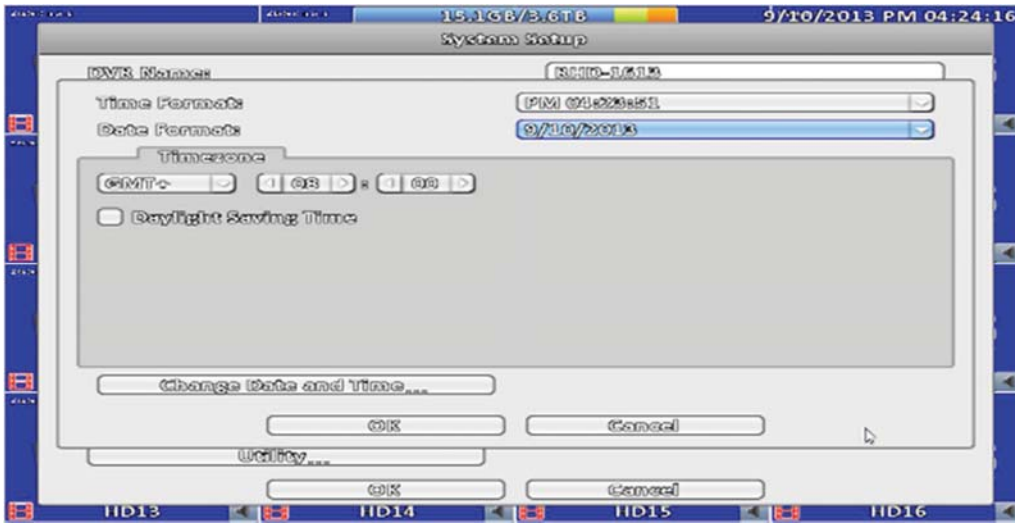 15.1GB/3.6TB
9/10/2013 PM 04:24:16
System Setup
DVR Name:
RHD-1613
Time Format:
PM 04:23:51
Date Format:
9/10/2013
Timezone
GMT+
08 : 00
Daylight Saving Time
Change Date and Time...
OK
Cancel
Utility...
OK
Cancel
HD13
HD14
HD15
HD16